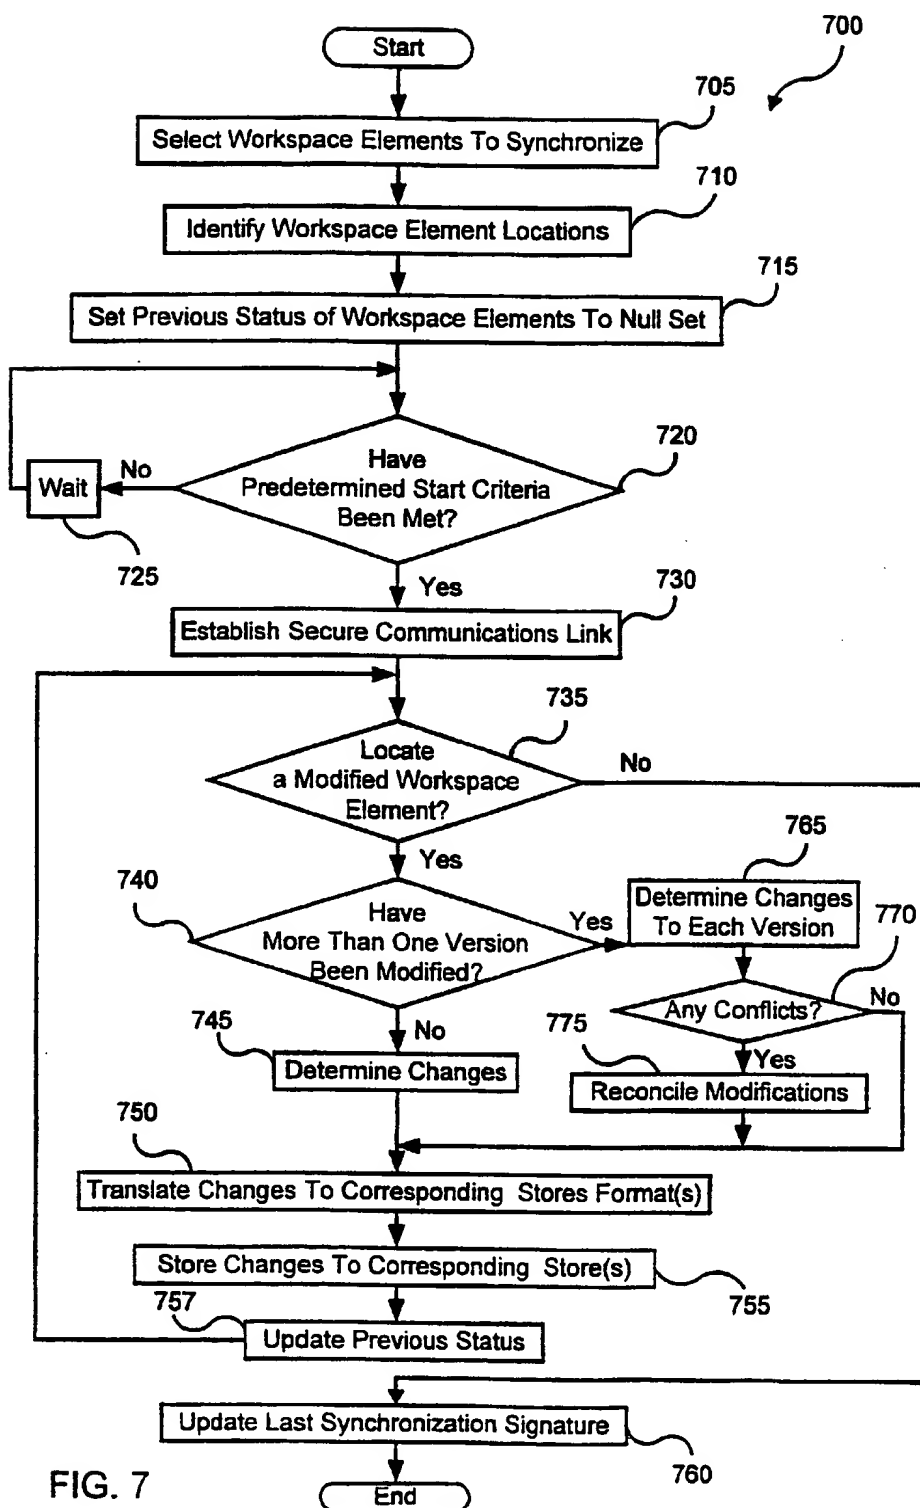 700
Start
705
Select Workspace Elements To Synchronize
710
Identify Workspace Element Locations
715
Set Previous Status of Workspace Elements To Null Set
720
Have
Predetermined Start Criteria
Been Met?
No
Wait
725
Yes
730
Establish Secure Communications Link
735
Locate
a Modified Workspace
Element?
No
Yes
740
Have
More Than One Version
Been Modified?
Yes
765
Determine Changes
To Each Version
770
Any Conflicts?
No
745
No
Determine Changes
775
Yes
Reconcile Modifications
750
Translate Changes To Corresponding Stores Format(s)
Store Changes To Corresponding Store(s)
755
757
Update Previous Status
Update Last Synchronization Signature
760
End
FIG. 7